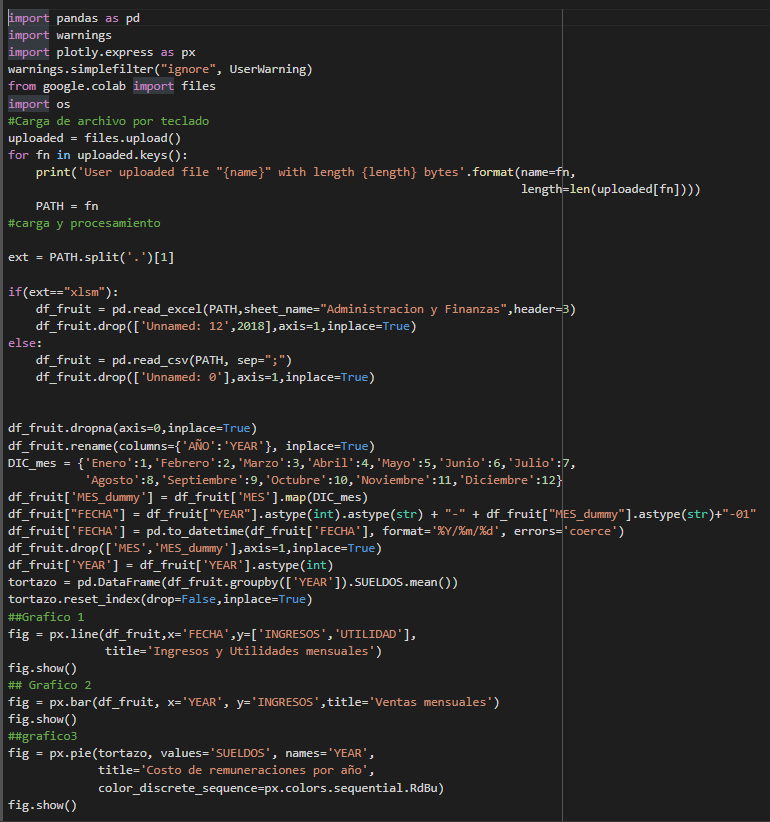 import pandas as pd
import warnings
import plotly.express as px
warnings.simplefilter("ignore", UserWarning)
from google.colab import files
import os
#Carga de archivo por teclado
uploaded = files.upload()
for fn in uploaded.keys():
    print('User uploaded file "{name}" with length {length} bytes'.format(name=fn,
                                                                          length=len(uploaded[fn])))
    PATH = fn
#carga y procesamiento
ext = PATH.split('.')[1]
if(ext=="xlsm"):
    df_fruit = pd.read_excel(PATH,sheet_name="Administracion y Finanzas",header=3)
    df_fruit.drop(['Unnamed: 12',2018],axis=1,inplace=True)
else:
    df_fruit = pd.read_csv(PATH, sep=";")
    df_fruit.drop(['Unnamed: 0'],axis=1,inplace=True)
df_fruit.dropna(axis=0,inplace=True)
df_fruit.rename(columns={'AÑO':'YEAR'}, inplace=True)
DIC_mes = {'Enero':1,'Febrero':2,'Marzo':3,'Abril':4,'Mayo':5,'Junio':6,'Julio':7,
           'Agosto':8,'Septiembre':9,'Octubre':10,'Noviembre':11,'Diciembre':12}
df_fruit['MES_dummy'] = df_fruit['MES'].map(DIC_mes)
df_fruit["FECHA"] = df_fruit["YEAR"].astype(int).astype(str) + "-" + df_fruit["MES_dummy"].astype(str)+"-01"
df_fruit['FECHA'] = pd.to_datetime(df_fruit['FECHA'], format='%Y/%m/%d', errors='coerce')
df_fruit.drop(['MES','MES_dummy'],axis=1,inplace=True)
df_fruit['YEAR'] = df_fruit['YEAR'].astype(int)
tortazo = pd.DataFrame(df_fruit.groupby(['YEAR']).SUELDOS.mean())
tortazo.reset_index(drop=False,inplace=True)
##Grafico 1
fig = px.line(df_fruit,x='FECHA',y=['INGRESOS','UTILIDAD'],
              title='Ingresos y Utilidades mensuales')
fig.show()
## Grafico 2
fig = px.bar(df_fruit, x='YEAR', y='INGRESOS',title='Ventas mensuales')
fig.show()
##grafico3
fig = px.pie(tortazo, values='SUELDOS', names='YEAR',
             title='Costo de remuneraciones por año',
             color_discrete_sequence=px.colors.sequential.RdBu)
fig.show()